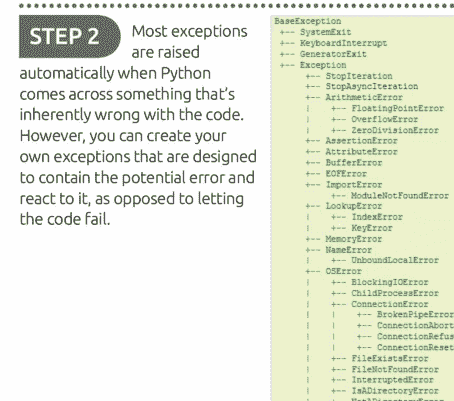 STEP 2
Most exceptions
are raised
automatically when Python
comes across something that's
inherently wrong with the code.
However, you can create your
own exceptions that are designed
to contain the potential error and
react to it, as opposed to letting
the code fail.
BaseException
+-- SystemExit
+-- KeyboardInterrupt
+-- GeneratorExit
+-- Exception
+-- StopIteration
+-- StopAsyncIteration
+-- ArithmeticError
| +-- FloatingPointError
| +-- OverflowError
| +-- ZeroDivisionError
+-- AssertionError
+-- AttributeError
+-- BufferError
+-- EOFError
+-- ImportError
+-- ModuleNotFoundError
+-- LookupError
| +-- IndexError
| +-- KeyError
+-- MemoryError
+-- NameError
| +-- UnboundLocalError
+-- OSError
| +-- BlockingIOError
| +-- ChildProcessError
| +-- ConnectionError
| | +-- BrokenPipeError
| | +-- ConnectionAbort
| | +-- ConnectionRefus
| | +-- ConnectionReset
| +-- FileExistsError
| +-- FileNotFoundError
| +-- InterruptedError
| +-- IsADirectoryError
| +-- NotADirectoryError